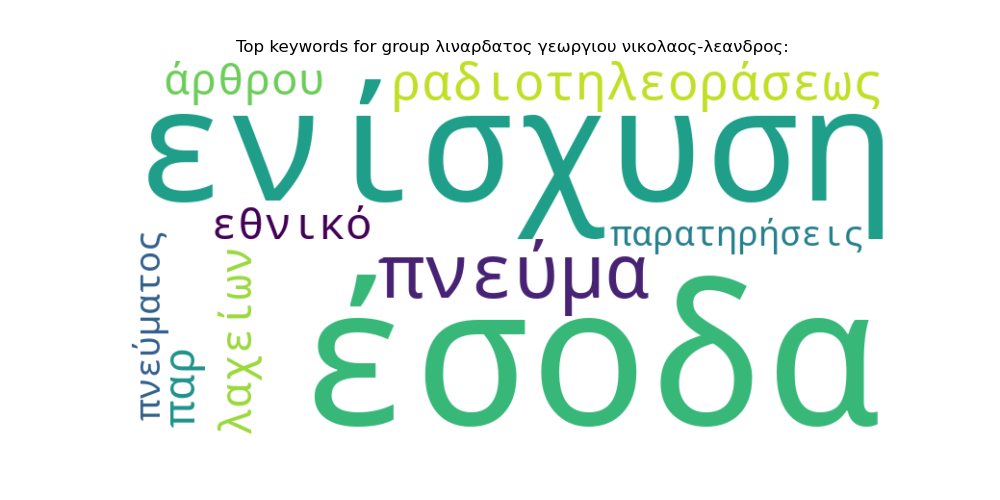 Top keywords for group λιναρδατος γεωργιου νικολαος-λεανδρος:
άρθρου
ραδιοτηλεοράσεως
ενίσχυση
εθνικό
παρατηρήσεις
πνεύμα
πνεύματος
παρ
λαχείων
έσοδα